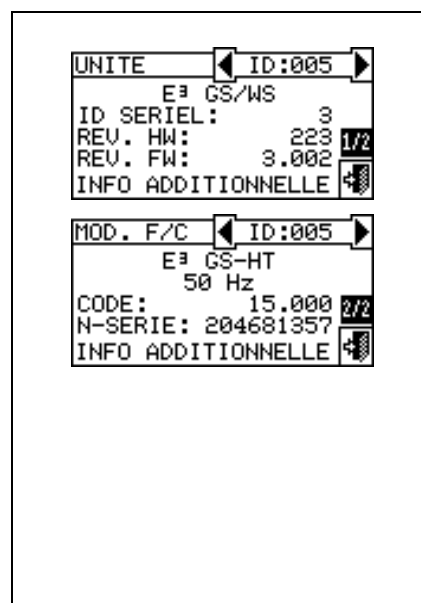 UNITE ID:005
E³ GS/WS
ID SERIEL: 3
REV. HW: 223
1/2
REV. FW: 3.002
INFO ADDITIONNELLE
MOD. F/C ID:005
E³ GS-HT
50 Hz
CODE: 15.000
2/2
N-SERIE: 204681357
INFO ADDITIONNELLE